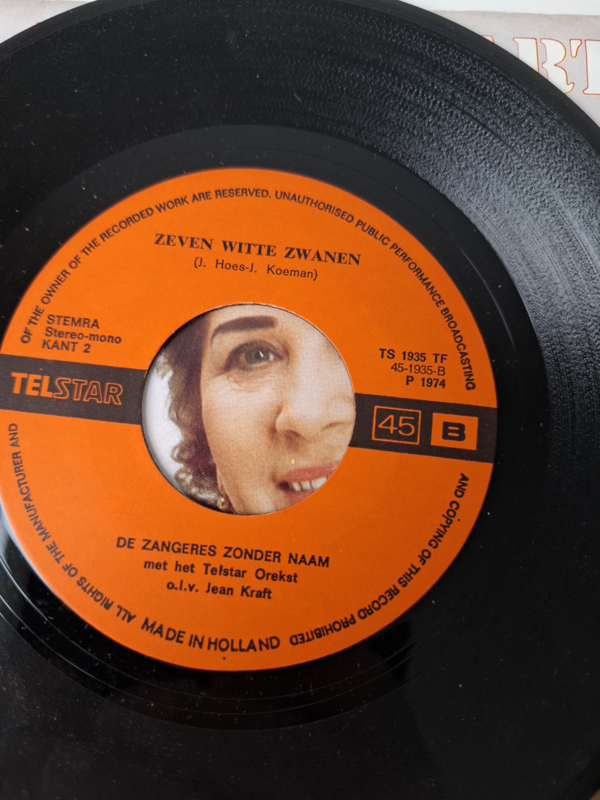 ALL RIGHTS OF THE MANUFACTURER AND
OF THE OWNER OF THE RECORDED WORK ARE RESERVED. UNAUTHORISED PUBLIC PERFORMANCE BROADCASTING
AND COPYING OF THIS RECORD PROHIBITED
ZEVEN WITTE ZWANEN
(J. Hoes-J. Koeman)
STEMRA
Stereo-mono
KANT 2
TS 1935 TF
45-1935-B
P 1974
TELSTAR
45 B
DE ZANGERES ZONDER NAAM
met het Telstar Orekst
o.l.v. Jean Kraft
MADE IN HOLLAND